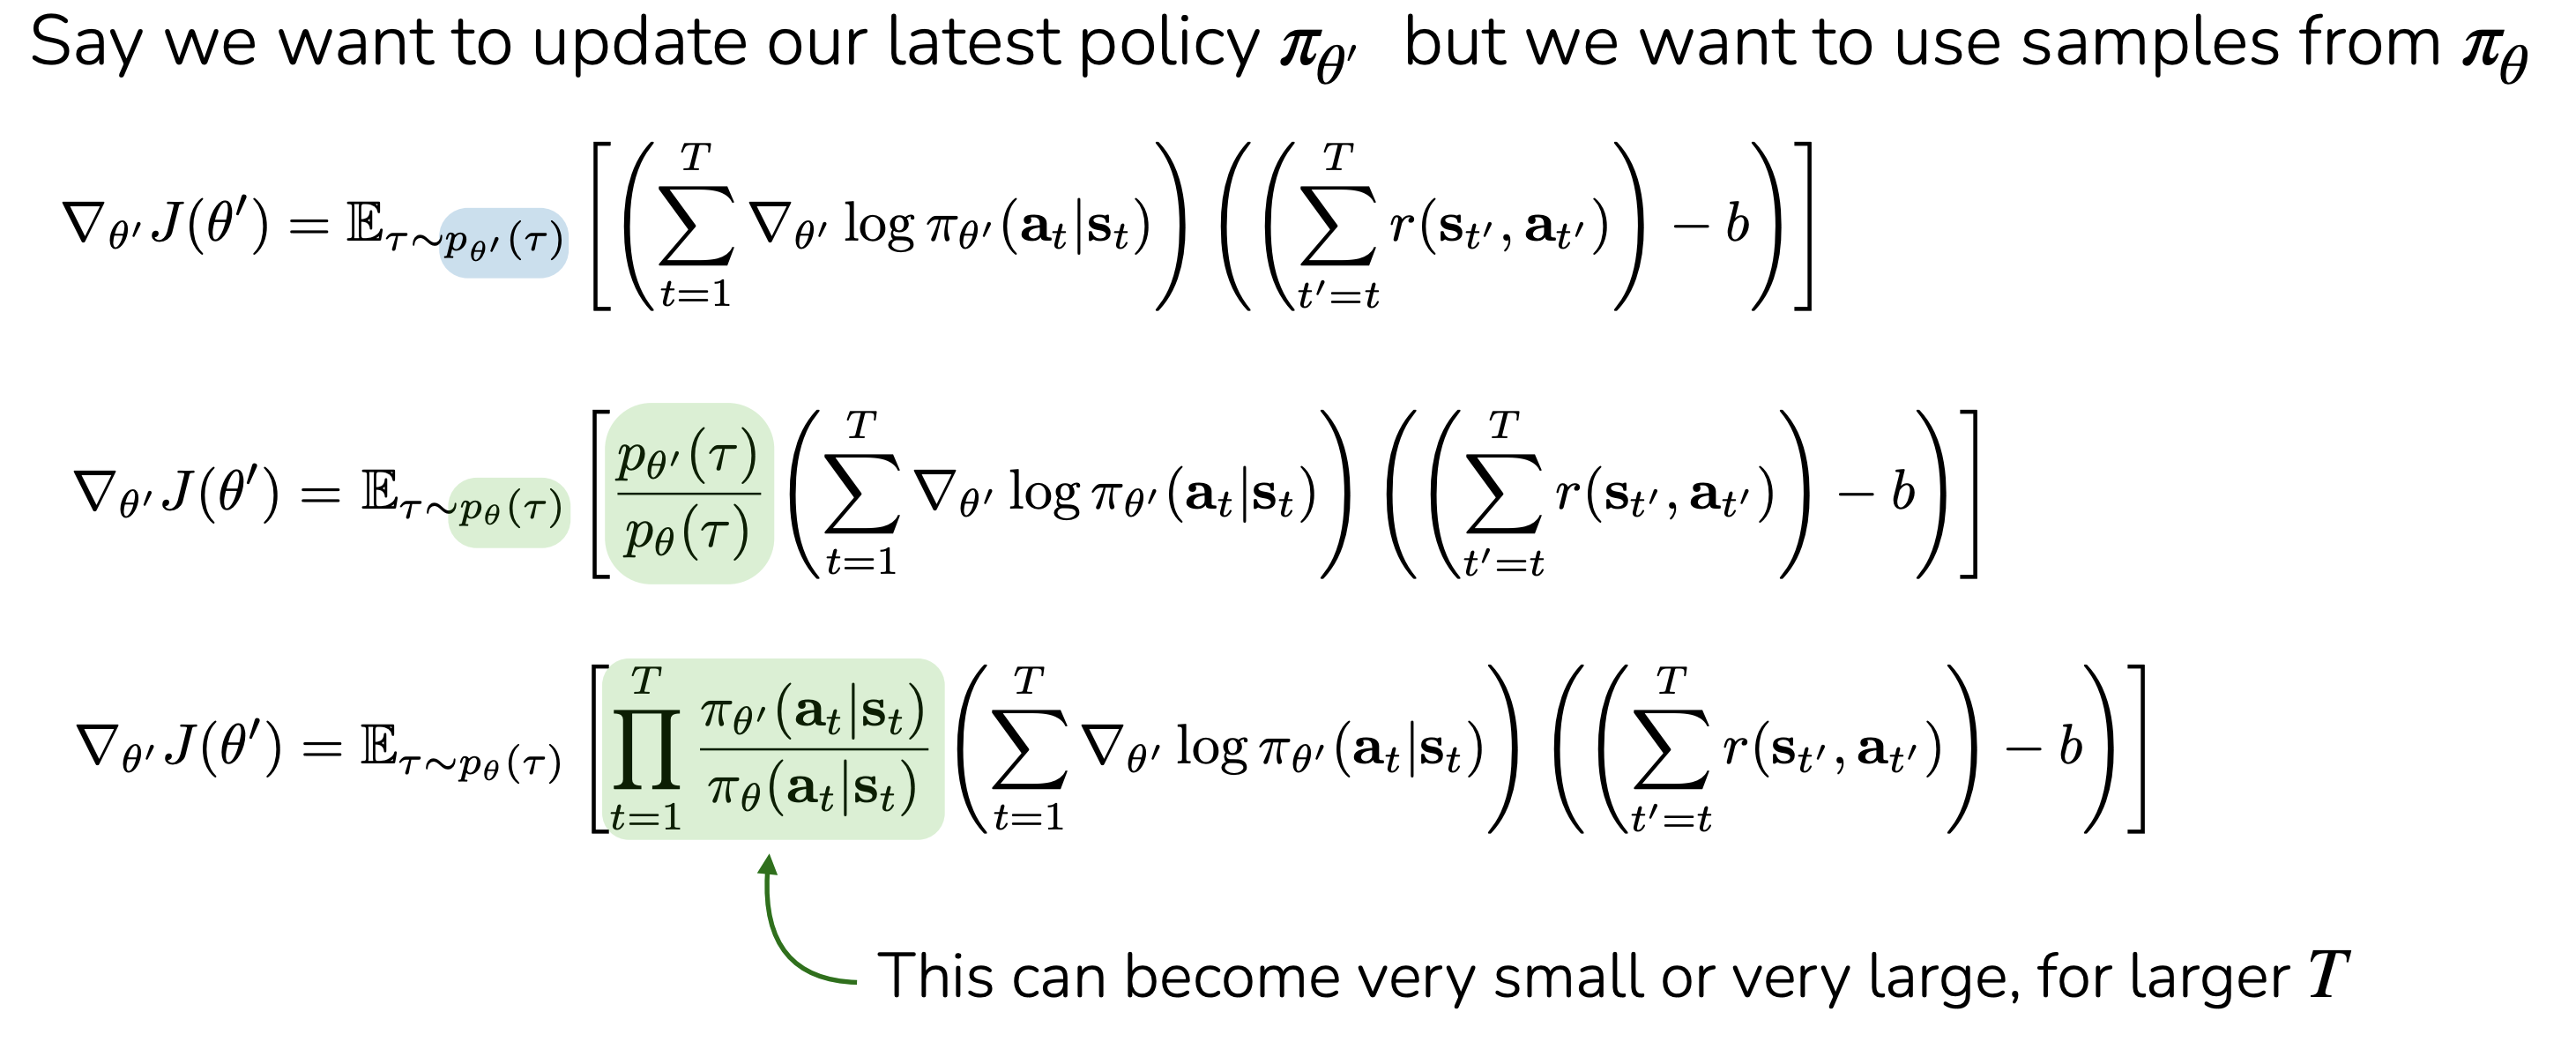 Say we want to update our latest policy $\pi_{\theta'}$ but we want to use samples from $\pi_\theta$
$\nabla_{\theta'} J(\theta') = \mathbb{E}_{\tau \sim p_{\theta'}(\tau)} \left[ \left( \sum_{t=1}^{T} \nabla_{\theta'} \log \pi_{\theta'}(\mathbf{a}_t|\mathbf{s}_t) \right) \left( \left( \sum_{t'=t}^{T} r(\mathbf{s}_{t'}, \mathbf{a}_{t'}) \right) - b \right) \right]$
$\nabla_{\theta'} J(\theta') = \mathbb{E}_{\tau \sim p_{\theta}(\tau)} \left[ \frac{p_{\theta'}(\tau)}{p_{\theta}(\tau)} \left( \sum_{t=1}^{T} \nabla_{\theta'} \log \pi_{\theta'}(\mathbf{a}_t|\mathbf{s}_t) \right) \left( \left( \sum_{t'=t}^{T} r(\mathbf{s}_{t'}, \mathbf{a}_{t'}) \right) - b \right) \right]$
$\nabla_{\theta'} J(\theta') = \mathbb{E}_{\tau \sim p_{\theta}(\tau)} \left[ \prod_{t=1}^{T} \frac{\pi_{\theta'}(\mathbf{a}_t|\mathbf{s}_t)}{\pi_{\theta}(\mathbf{a}_t|\mathbf{s}_t)} \left( \sum_{t=1}^{T} \nabla_{\theta'} \log \pi_{\theta'}(\mathbf{a}_t|\mathbf{s}_t) \right) \left( \left( \sum_{t'=t}^{T} r(\mathbf{s}_{t'}, \mathbf{a}_{t'}) \right) - b \right) \right]$
This can become very small or very large, for larger $T$